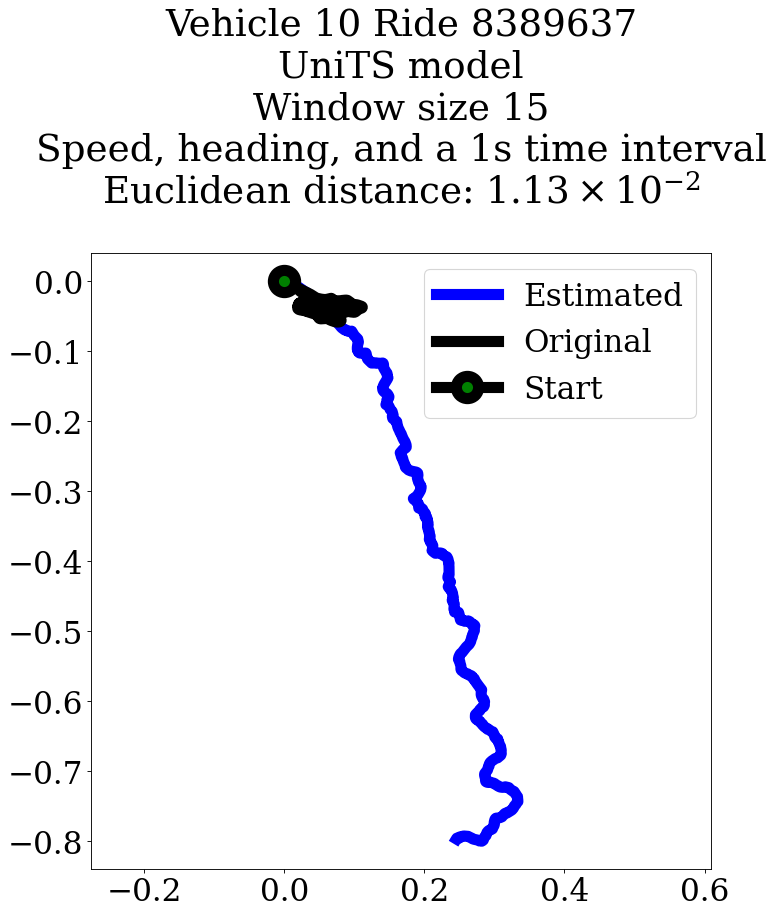 Vehicle 10 Ride 8389637
UniTS model
Window size 15
Speed, heading, and a 1s time interval
Euclidean distance: 1.13 × 10⁻²
Estimated
Original
Start
0.0
−0.1
−0.2
−0.3
−0.4
−0.5
−0.6
−0.7
−0.8
−0.2 0.0 0.2 0.4 0.6